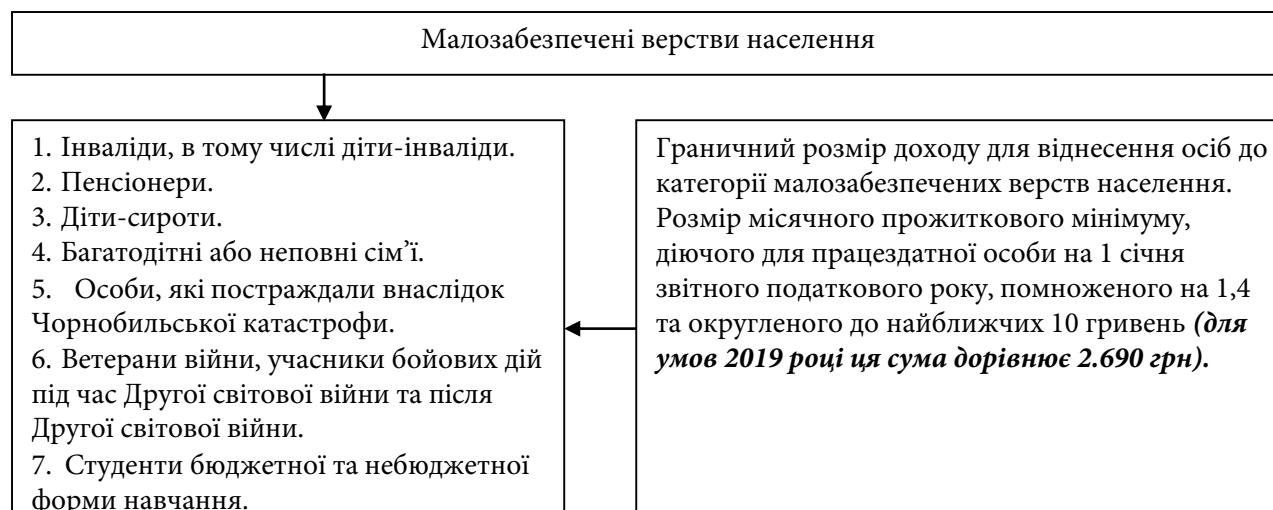 Малозабезпечені верстви населення
1. Інваліди, в тому числі діти-інваліди.
2. Пенсіонери.
3. Діти-сироти.
4. Багатодітні або неповні сім’ї.
5. Особи, які постраждали внаслідок
Чорнобильської катастрофи.
6. Ветерани війни, учасники бойових дій
під час Другої світової війни та після
Другої світової війни.
7. Студенти бюджетної та небюджетної
форми навчання.
Граничний розмір доходу для віднесення осіб до
категорії малозабезпечених верств населення.
Розмір місячного прожиткового мінімуму,
діючого для працездатної особи на 1 січня
звітного податкового року, помноженого на 1,4
та округленого до найближчих 10 гривень (для
умов 2019 році ця сума дорівнює 2.690 грн).